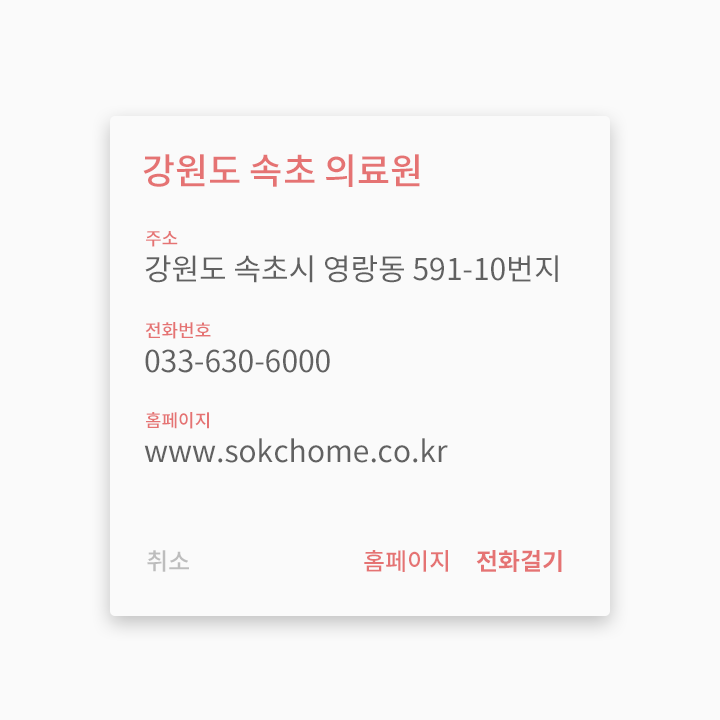 강원도 속초 의료원
주소
강원도 속초시 영랑동 591-10번지
전화번호
033-630-6000
홈페이지
www.sokchome.co.kr
취소 홈페이지 전화걸기